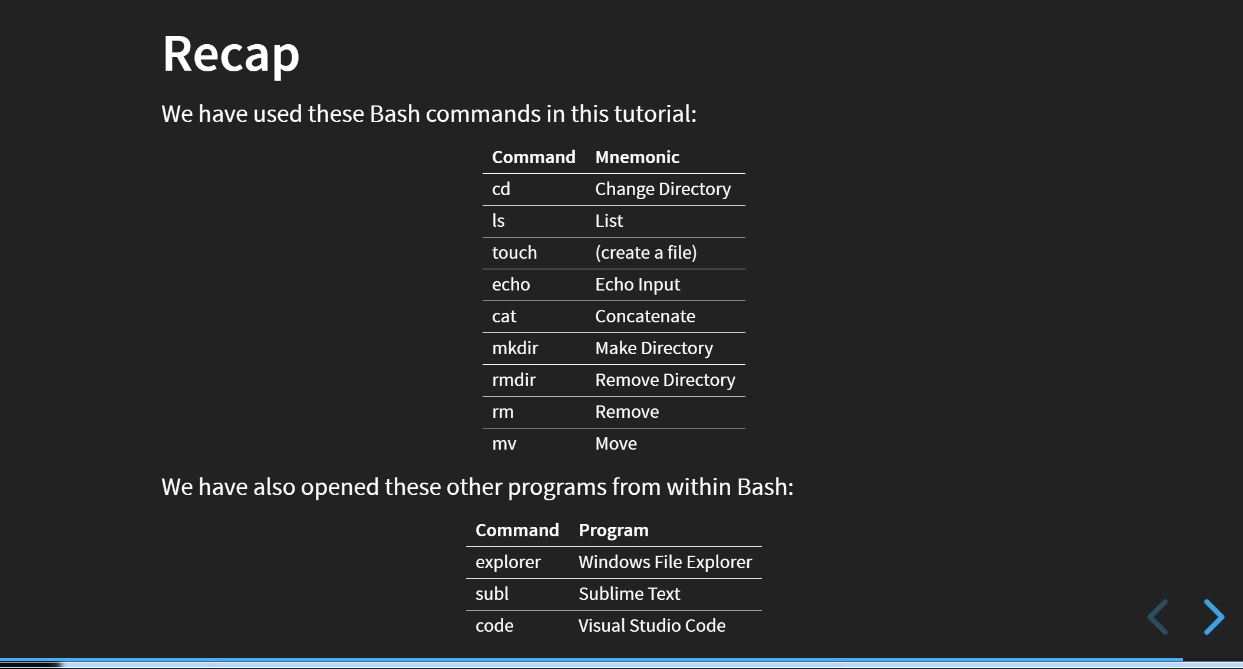 Recap
We have used these Bash commands in this tutorial:
Command Mnemonic
cd Change Directory
ls List
touch (create a file)
echo Echo Input
cat Concatenate
mkdir Make Directory
rmdir Remove Directory
rm Remove
mv Move
We have also opened these other programs from within Bash:
Command Program
explorer Windows File Explorer
subl Sublime Text
code Visual Studio Code